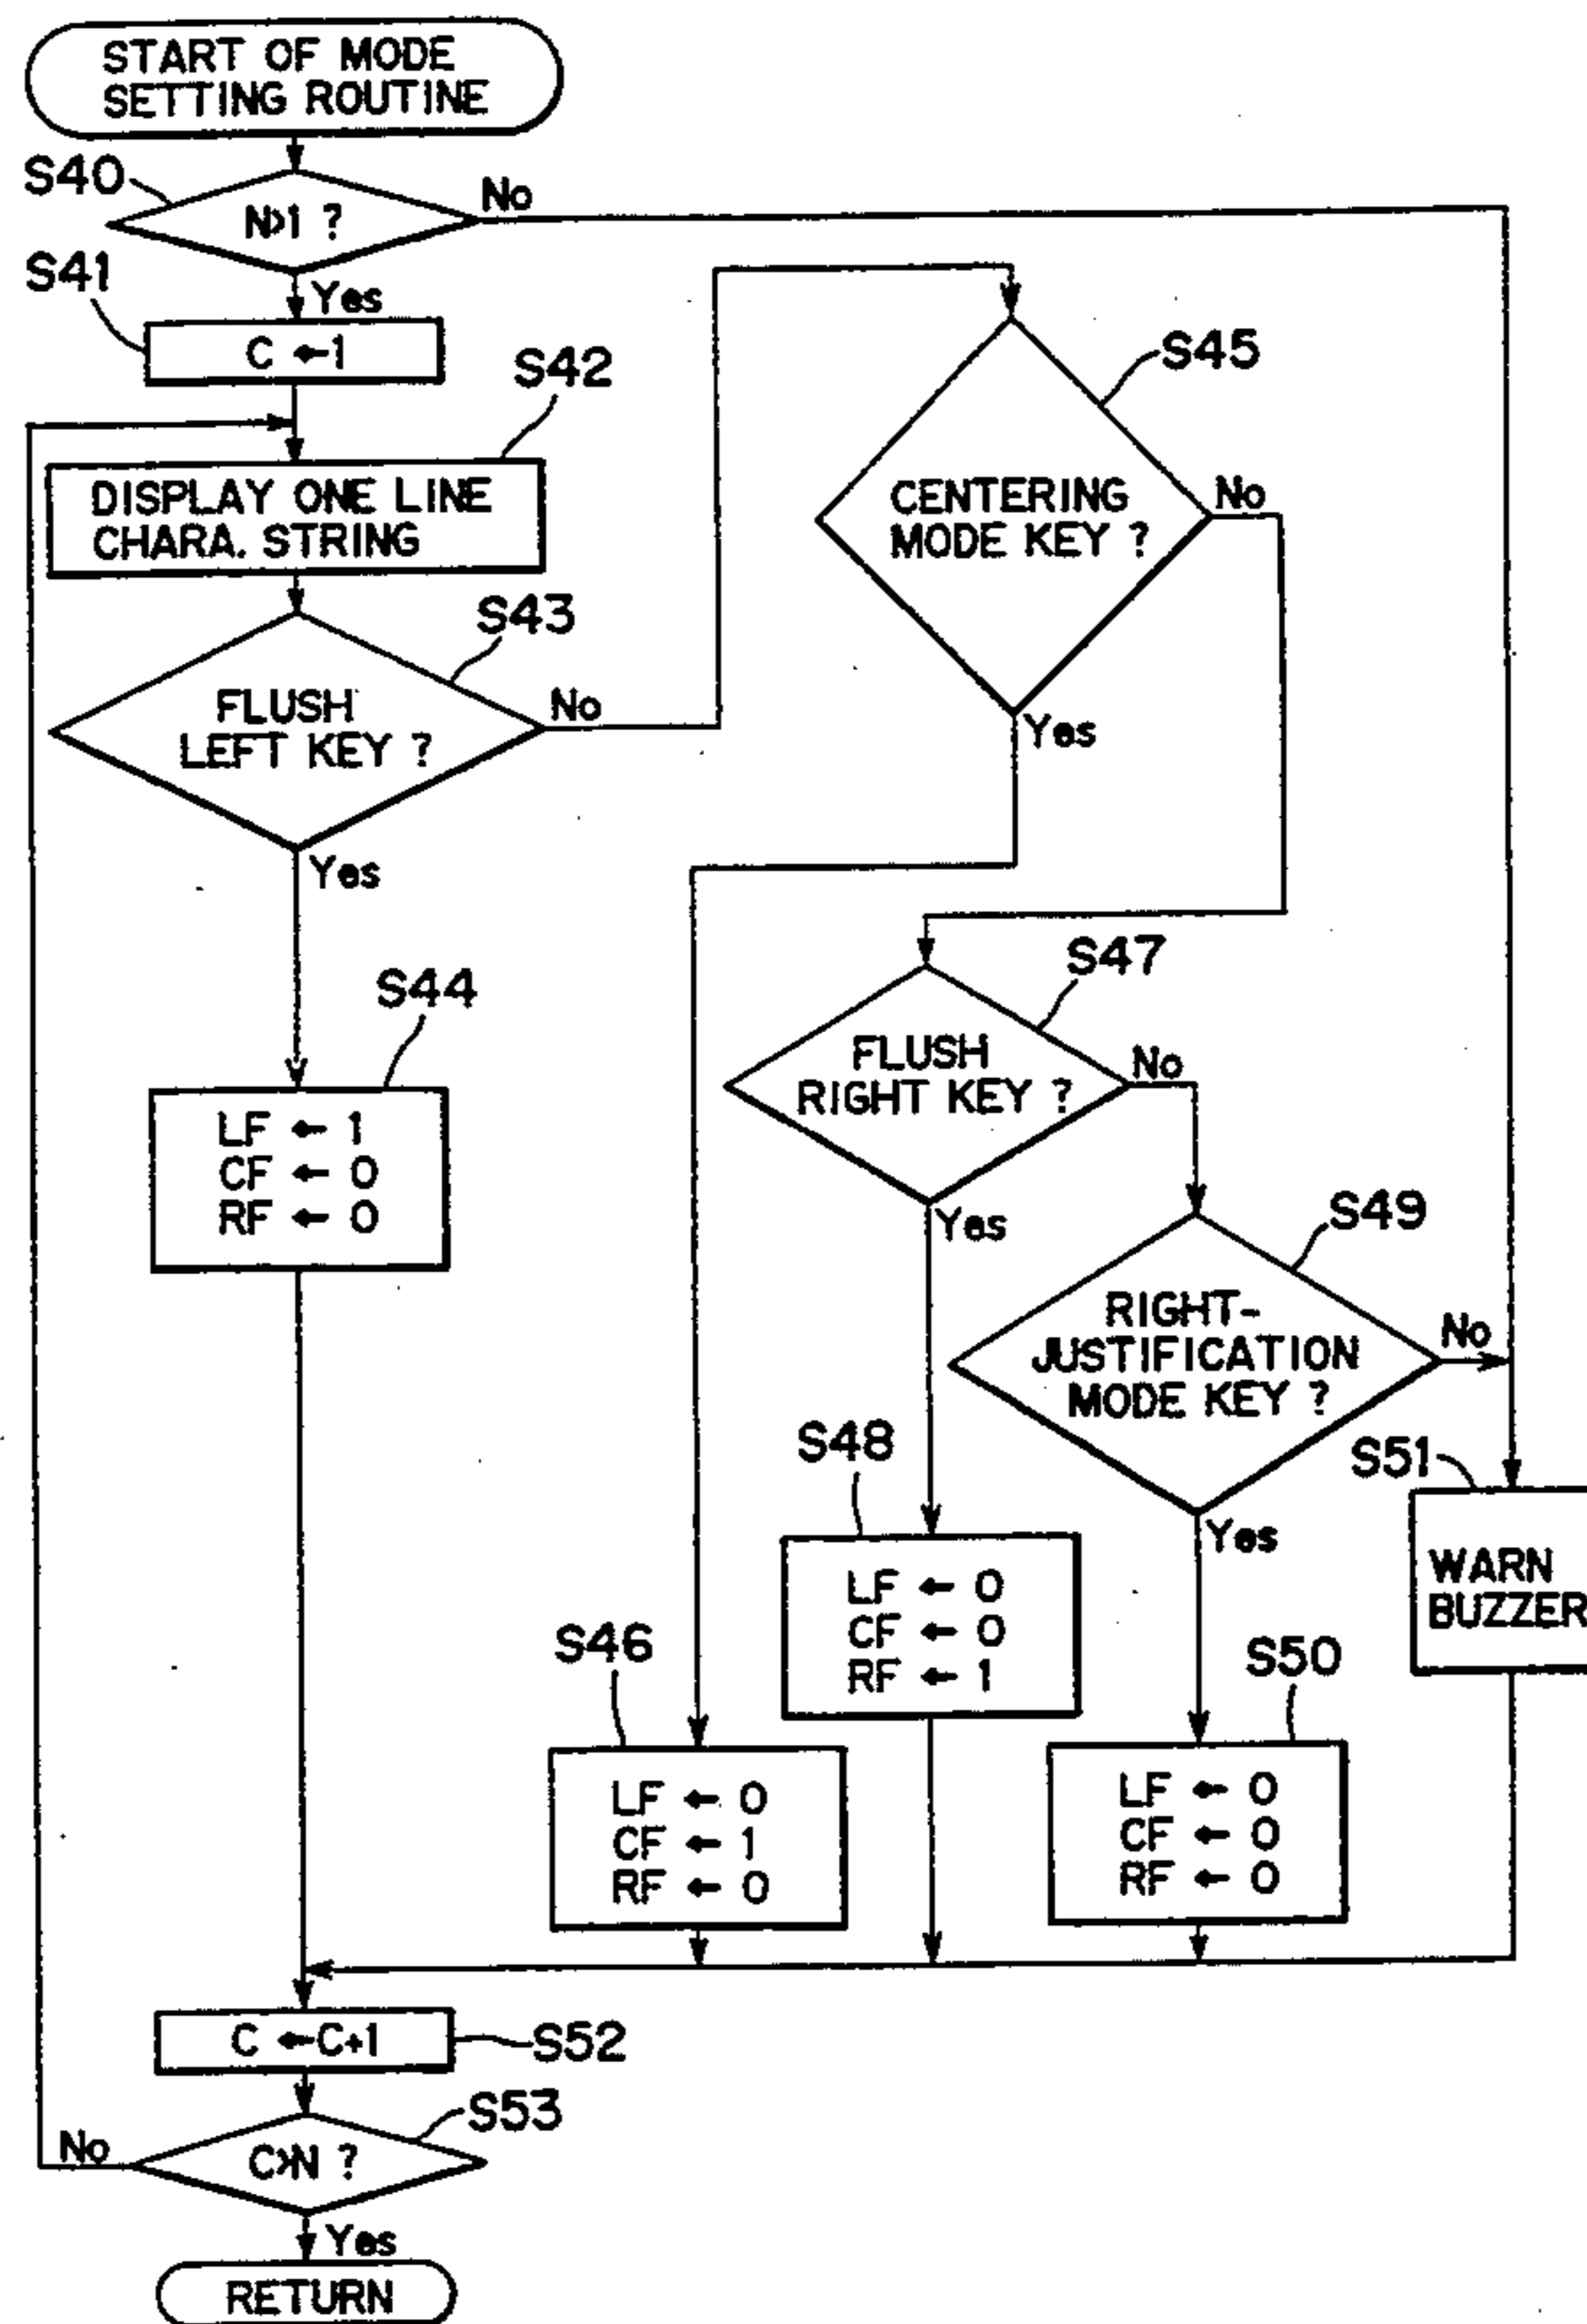 START OF MODE
SETTING ROUTINE
S40
N>1 ?
No
Yes
S41
C ←1
S42
DISPLAY ONE LINE
CHARA. STRING
S43
FLUSH
LEFT KEY ?
No
Yes
S44
LF ← 1
CF ← 0
RF ← 0
S45
CENTERING
MODE KEY ?
No
Yes
S46
LF ← 0
CF ← 1
RF ← 0
S47
FLUSH
RIGHT KEY ?
No
Yes
S48
LF ← 0
CF ← 0
RF ← 1
S49
RIGHT-
JUSTIFICATION
MODE KEY ?
No
Yes
S50
LF ← 0
CF ← 0
RF ← 0
S51
WARN
BUZZER
C ←C+1
S52
S53
C>N ?
No
Yes
RETURN